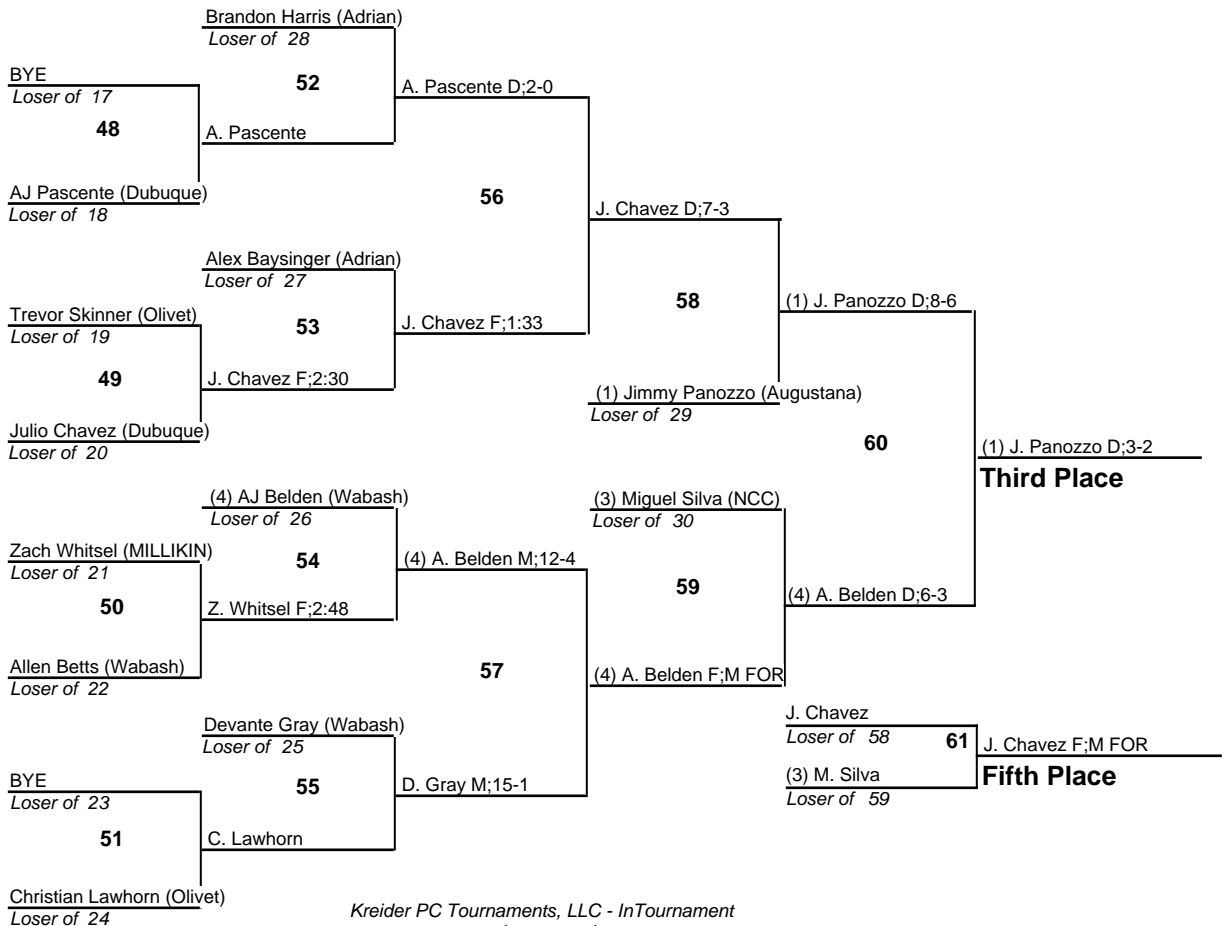 Brandon Harris (Adrian)
Loser of 28
BYE
Loser of 17
52
A. Pascente D;2-0
48
A. Pascente
AJ Pascente (Dubuque)
Loser of 18
56
J. Chavez D;7-3
Alex Baysinger (Adrian)
Loser of 27
Trevor Skinner (Olivet)
Loser of 19
53
J. Chavez F;1:33
58
(1) J. Panozzo D;8-6
49
J. Chavez F;2:30
(1) Jimmy Panozzo (Augustana)
Loser of 29
Julio Chavez (Dubuque)
Loser of 20
60
(1) J. Panozzo D;3-2
Third Place
(4) AJ Belden (Wabash)
Loser of 26
(3) Miguel Silva (NCC)
Loser of 30
Zach Whitsel (MILLIKIN)
Loser of 21
54
(4) A. Belden M;12-4
59
(4) A. Belden D;6-3
50
Z. Whitsel F;2:48
Allen Betts (Wabash)
Loser of 22
57
(4) A. Belden F;M FOR
Devante Gray (Wabash)
Loser of 25
J. Chavez
Loser of 58
61
J. Chavez F;M FOR
Fifth Place
(3) M. Silva
Loser of 59
BYE
Loser of 23
55
D. Gray M;15-1
51
C. Lawhorn
Christian Lawhorn (Olivet)
Loser of 24
Kreider PC Tournaments, LLC - InTournament